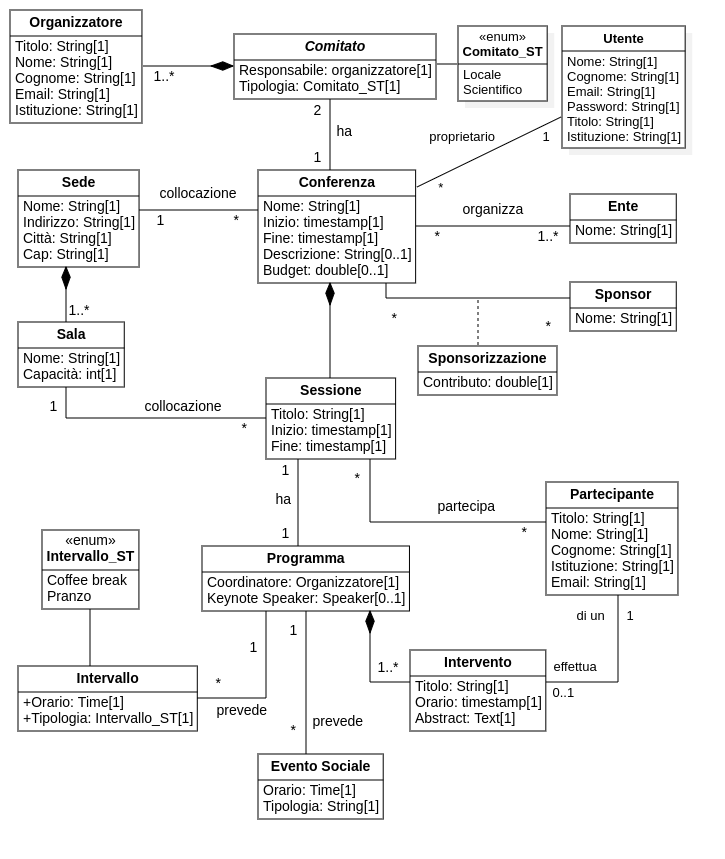 Organizzatore
Titolo: String[1]
Nome: String[1]
Cognome: String[1]
Email: String[1]
Istituzione: String[1]
1..*
Comitato
Responsabile: organizzatore[1]
Tipologia: Comitato_ST[1]
«enum»
Comitato_ST
Locale
Scientifico
Utente
Nome: String[1]
Cognome: String[1]
Email: String[1]
Password: String[1]
Titolo: String[1]
Istituzione: String[1]
2
ha
1
proprietario
1
*
Sede
Nome: String[1]
Indirizzo: String[1]
Città: String[1]
Cap: String[1]
collocazione
1
*
Conferenza
Nome: String[1]
Inizio: timestamp[1]
Fine: timestamp[1]
Descrizione: String[0..1]
Budget: double[0..1]
organizza
*
1..*
Ente
Nome: String[1]
Sponsor
Nome: String[1]
*
*
Sponsorizzazione
Contributo: double[1]
1..*
Sala
Nome: String[1]
Capacità: int[1]
1
collocazione
*
Sessione
Titolo: String[1]
Inizio: timestamp[1]
Fine: timestamp[1]
1
ha
1
*
partecipa
*
Partecipante
Titolo: String[1]
Nome: String[1]
Cognome: String[1]
Istituzione: String[1]
Email: String[1]
«enum»
Intervallo_ST
Coffee break
Pranzo
Programma
Coordinatore: Organizzatore[1]
Keynote Speaker: Speaker[0..1]
di un
1
effettua
0..1
1
*
prevede
1
*
prevede
1..*
Intervallo
+Orario: Time[1]
+Tipologia: Intervallo_ST[1]
Intervento
Titolo: String[1]
Orario: timestamp[1]
Abstract: Text[1]
Evento Sociale
Orario: Time[1]
Tipologia: String[1]